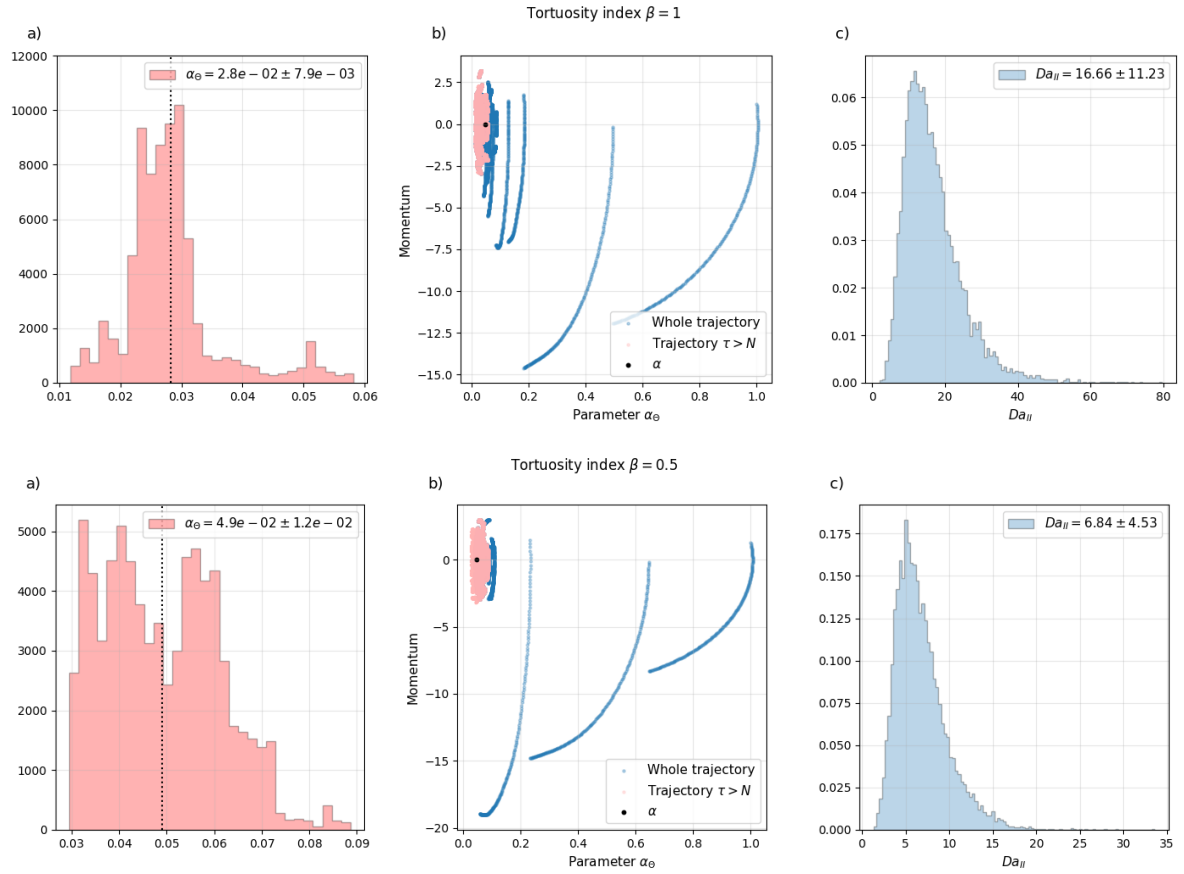 Tortuosity index β = 1
a)
b)
c)
12000
10000
8000
6000
4000
2000
0
0.01 0.02 0.03 0.04 0.05 0.06
α_Θ = 2.8e − 02 ± 7.9e − 03
Momentum
0.0
−2.5
−5.0
−7.5
−10.0
−12.5
−15.0
0.0 0.2 0.4 0.6 0.8 1.0
Parameter α_Θ
Whole trajectory
Trajectory τ > N
α
0.06
0.05
0.04
0.03
0.02
0.01
0.00
0 20 40 60 80
Da_II
Da_II = 16.66 ± 11.23
Tortuosity index β = 0.5
a)
b)
c)
5000
4000
3000
2000
1000
0
0.03 0.04 0.05 0.06 0.07 0.08 0.09
α_Θ = 4.9e − 02 ± 1.2e − 02
Momentum
0
−5
−10
−15
−20
0.0 0.2 0.4 0.6 0.8 1.0
Parameter α_Θ
Whole trajectory
Trajectory τ > N
α
0.175
0.150
0.125
0.100
0.075
0.050
0.025
0.000
0 5 10 15 20 25 30 35
Da_II
Da_II = 6.84 ± 4.53